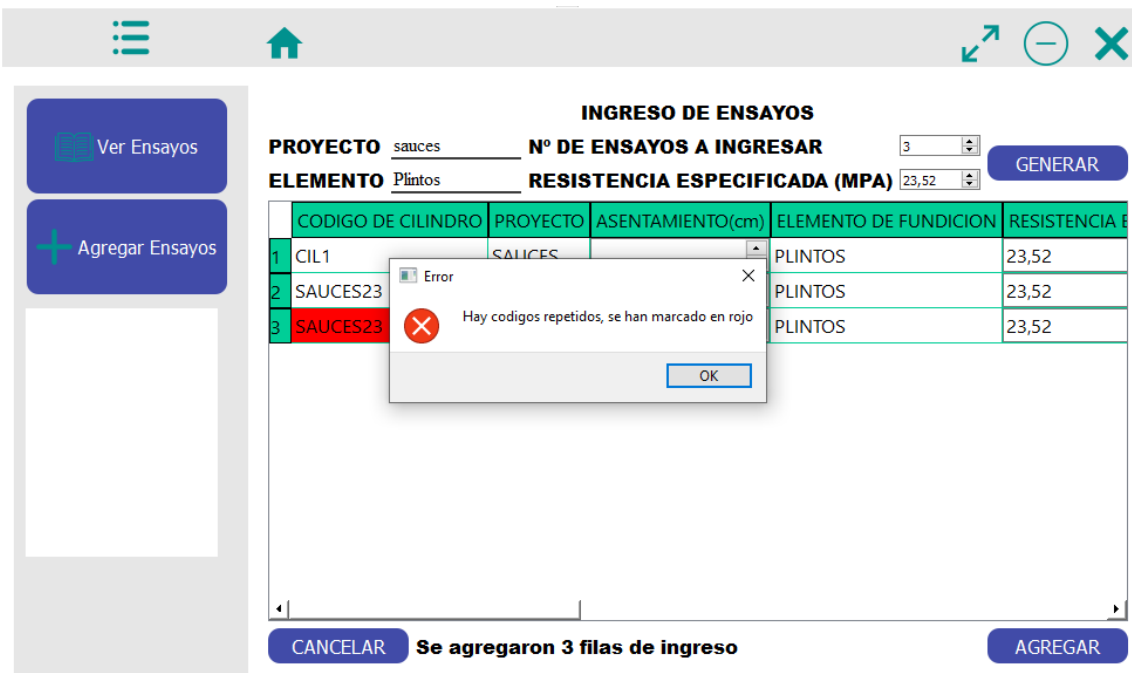 INGRESO DE ENSAYOS
Ver Ensayos
PROYECTO sauces Nº DE ENSAYOS A INGRESAR 3
GENERAR
ELEMENTO Plintos RESISTENCIA ESPECIFICADA (MPA) 23,52
Agregar Ensayos
CODIGO DE CILINDRO PROYECTO ASENTAMIENTO(cm) ELEMENTO DE FUNDICION RESISTENCIA E
1 CIL1 SAUCES PLINTOS 23,52
2 SAUCES23 PLINTOS 23,52
3 SAUCES23 PLINTOS 23,52
Error
Hay codigos repetidos, se han marcado en rojo
OK
CANCELAR Se agregaron 3 filas de ingreso AGREGAR